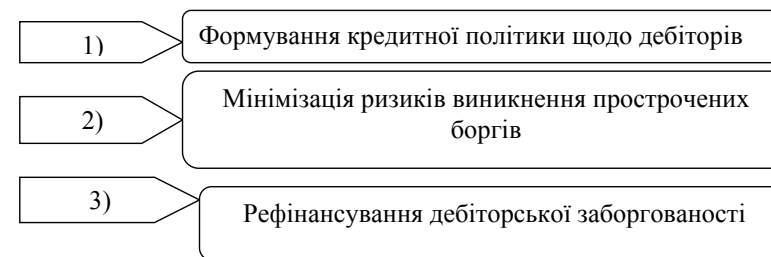 1) Формування кредитної політики щодо дебіторів
2) Мінімізація ризиків виникнення прострочених
боргів
3) Рефінансування дебіторської заборгованості